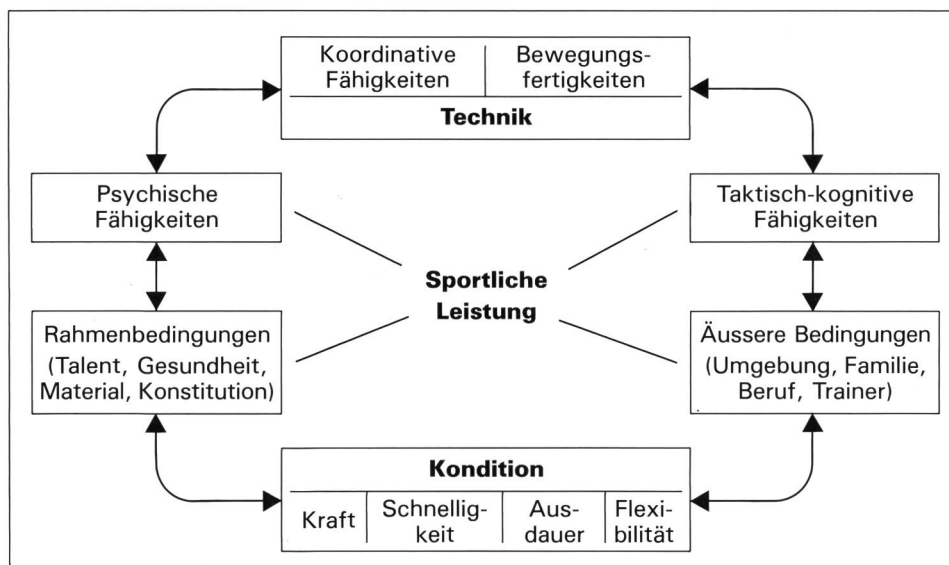 Koordinative
Fähigkeiten
Bewegungs-
fertigkeiten
Technik
Psychische
Fähigkeiten
Taktisch-kognitive
Fähigkeiten
Sportliche
Leistung
Rahmenbedingungen
(Talent, Gesundheit,
Material, Konstitution)
Äussere Bedingungen
(Umgebung, Familie,
Beruf, Trainer)
Kondition
Kraft
Schnellig-
keit
Aus-
dauer
Flexi-
bilität